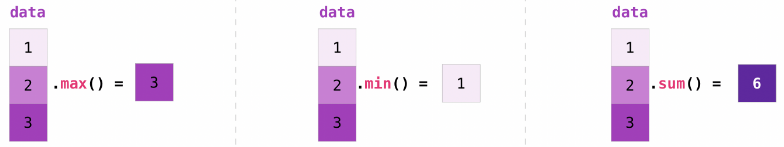 data
1
2 .max() = 3
3
data
1
2 .min() = 1
3
data
1
2 .sum() = 6
3